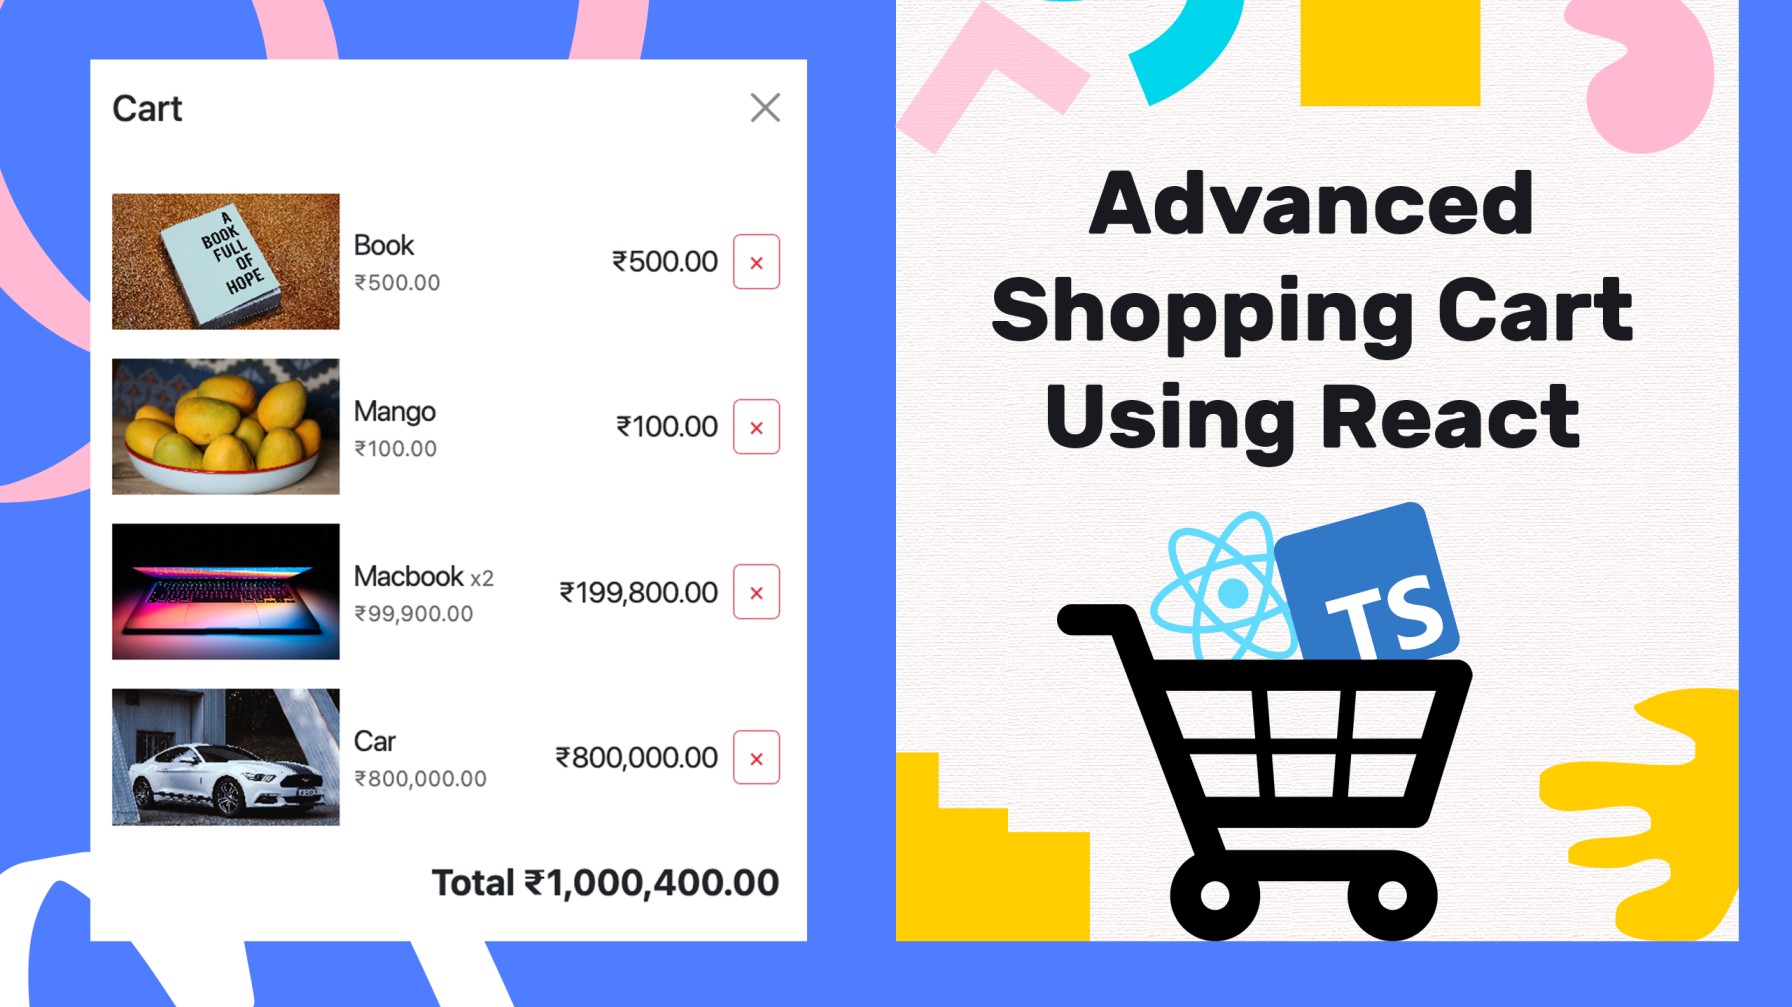 Cart
A
BOOK
FULL
OF
HOPE
Book
₹500.00
₹500.00
×
Mango
₹100.00
₹100.00
×
Macbook x2
₹99,900.00
₹199,800.00
×
Car
₹800,000.00
₹800,000.00
×
Total ₹1,000,400.00
Advanced
Shopping Cart
Using React
TS